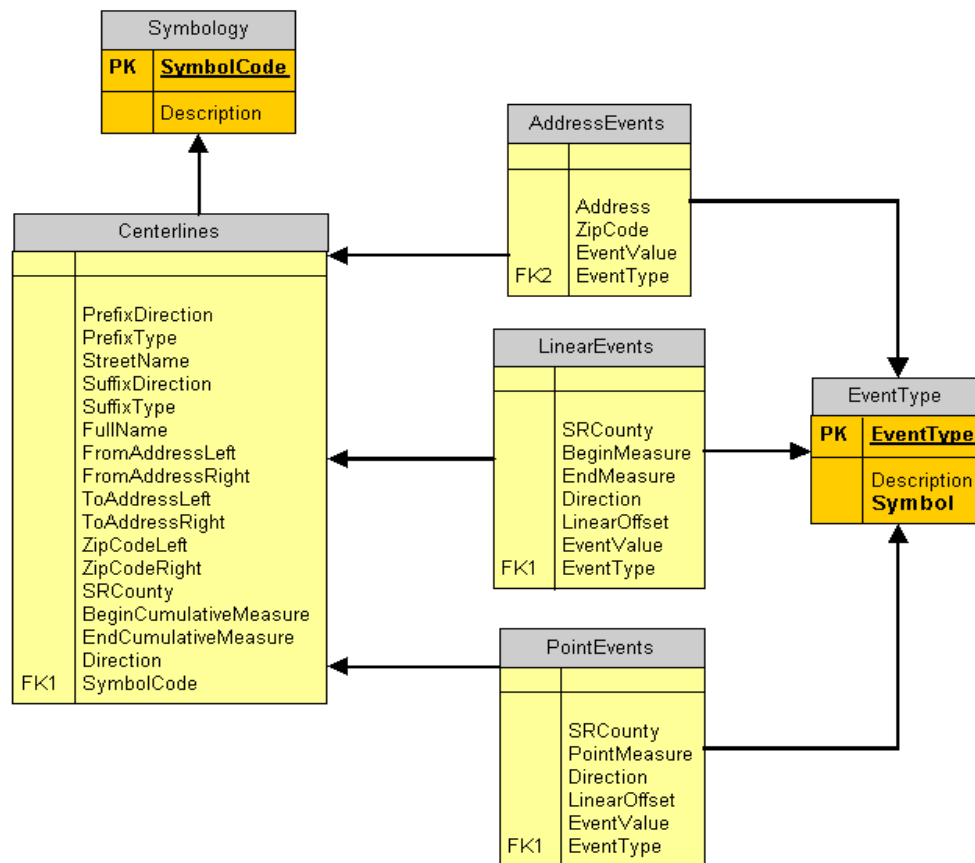 Symbology
PK SymbolCode
Description
Centerlines
PrefixDirection
PrefixType
StreetName
SuffixDirection
SuffixType
FullName
FromAddressLeft
FromAddressRight
ToAddressLeft
ToAddressRight
ZipCodeLeft
ZipCodeRight
SRCounty
BeginCumulativeMeasure
EndCumulativeMeasure
Direction
FK1 SymbolCode
AddressEvents
Address
ZipCode
EventValue
FK2 EventType
LinearEvents
SRCounty
BeginMeasure
EndMeasure
Direction
LinearOffset
EventValue
FK1 EventType
PointEvents
SRCounty
PointMeasure
Direction
LinearOffset
EventValue
FK1 EventType
EventType
PK EventType
Description
Symbol